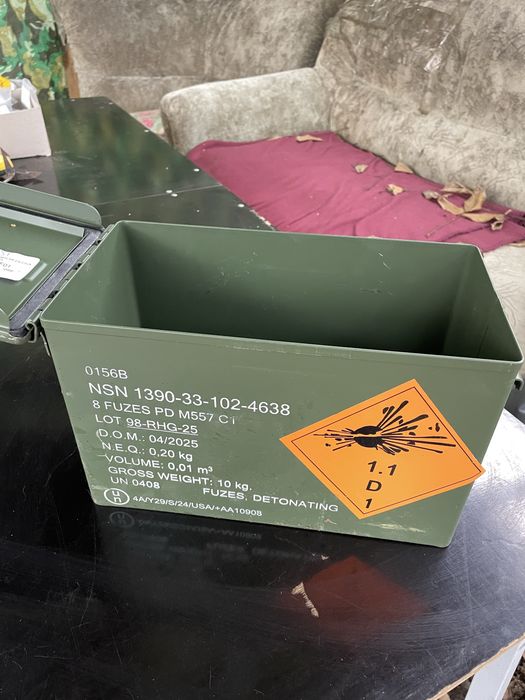 0156B
NSN 1390-33-102-4638
8 FUZES PD M557 CT
LOT 98-RHG-25
D.O.M.: 04/2025
N.E.Q.: 0,20 kg
VOLUME: 0,01 m³
GROSS WEIGHT: 10 kg.
UN 0408 FUZES, DETONATING
un 4A/Y29/S/24/USA/+AA10908
1.1
D
1